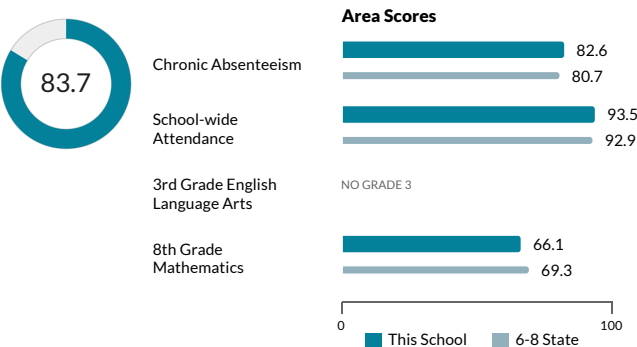 Area Scores
83.7
Chronic Absenteeism
82.6
80.7
School-wide
Attendance
93.5
92.9
3rd Grade English
Language Arts
NO GRADE 3
8th Grade
Mathematics
66.1
69.3
0 100
This School 6-8 State